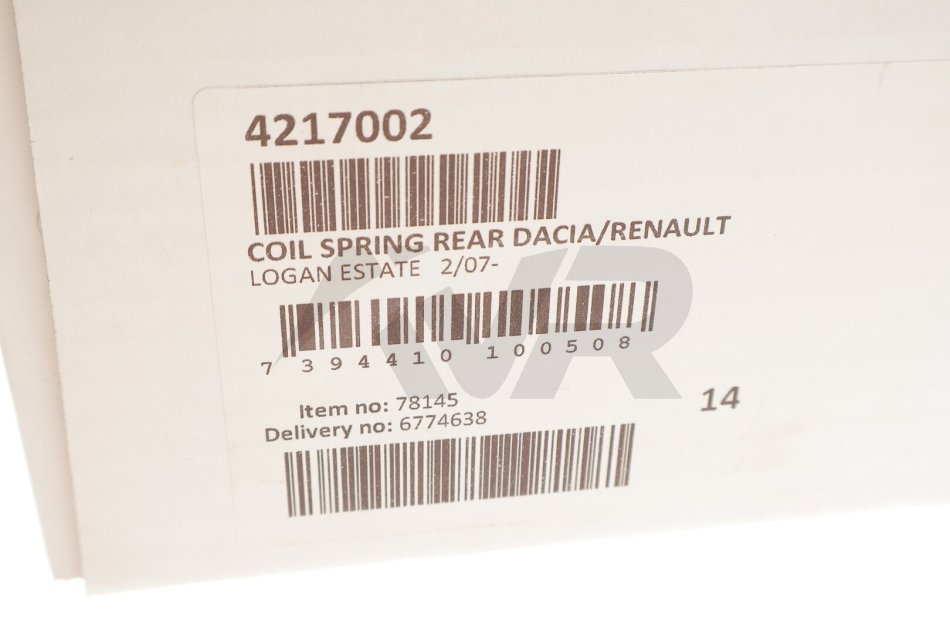 4217002
COIL SPRING REAR DACIA/RENAULT
LOGAN ESTATE 2/07-
7 394410 100508
Item no: 78145
14
Delivery no: 6774638